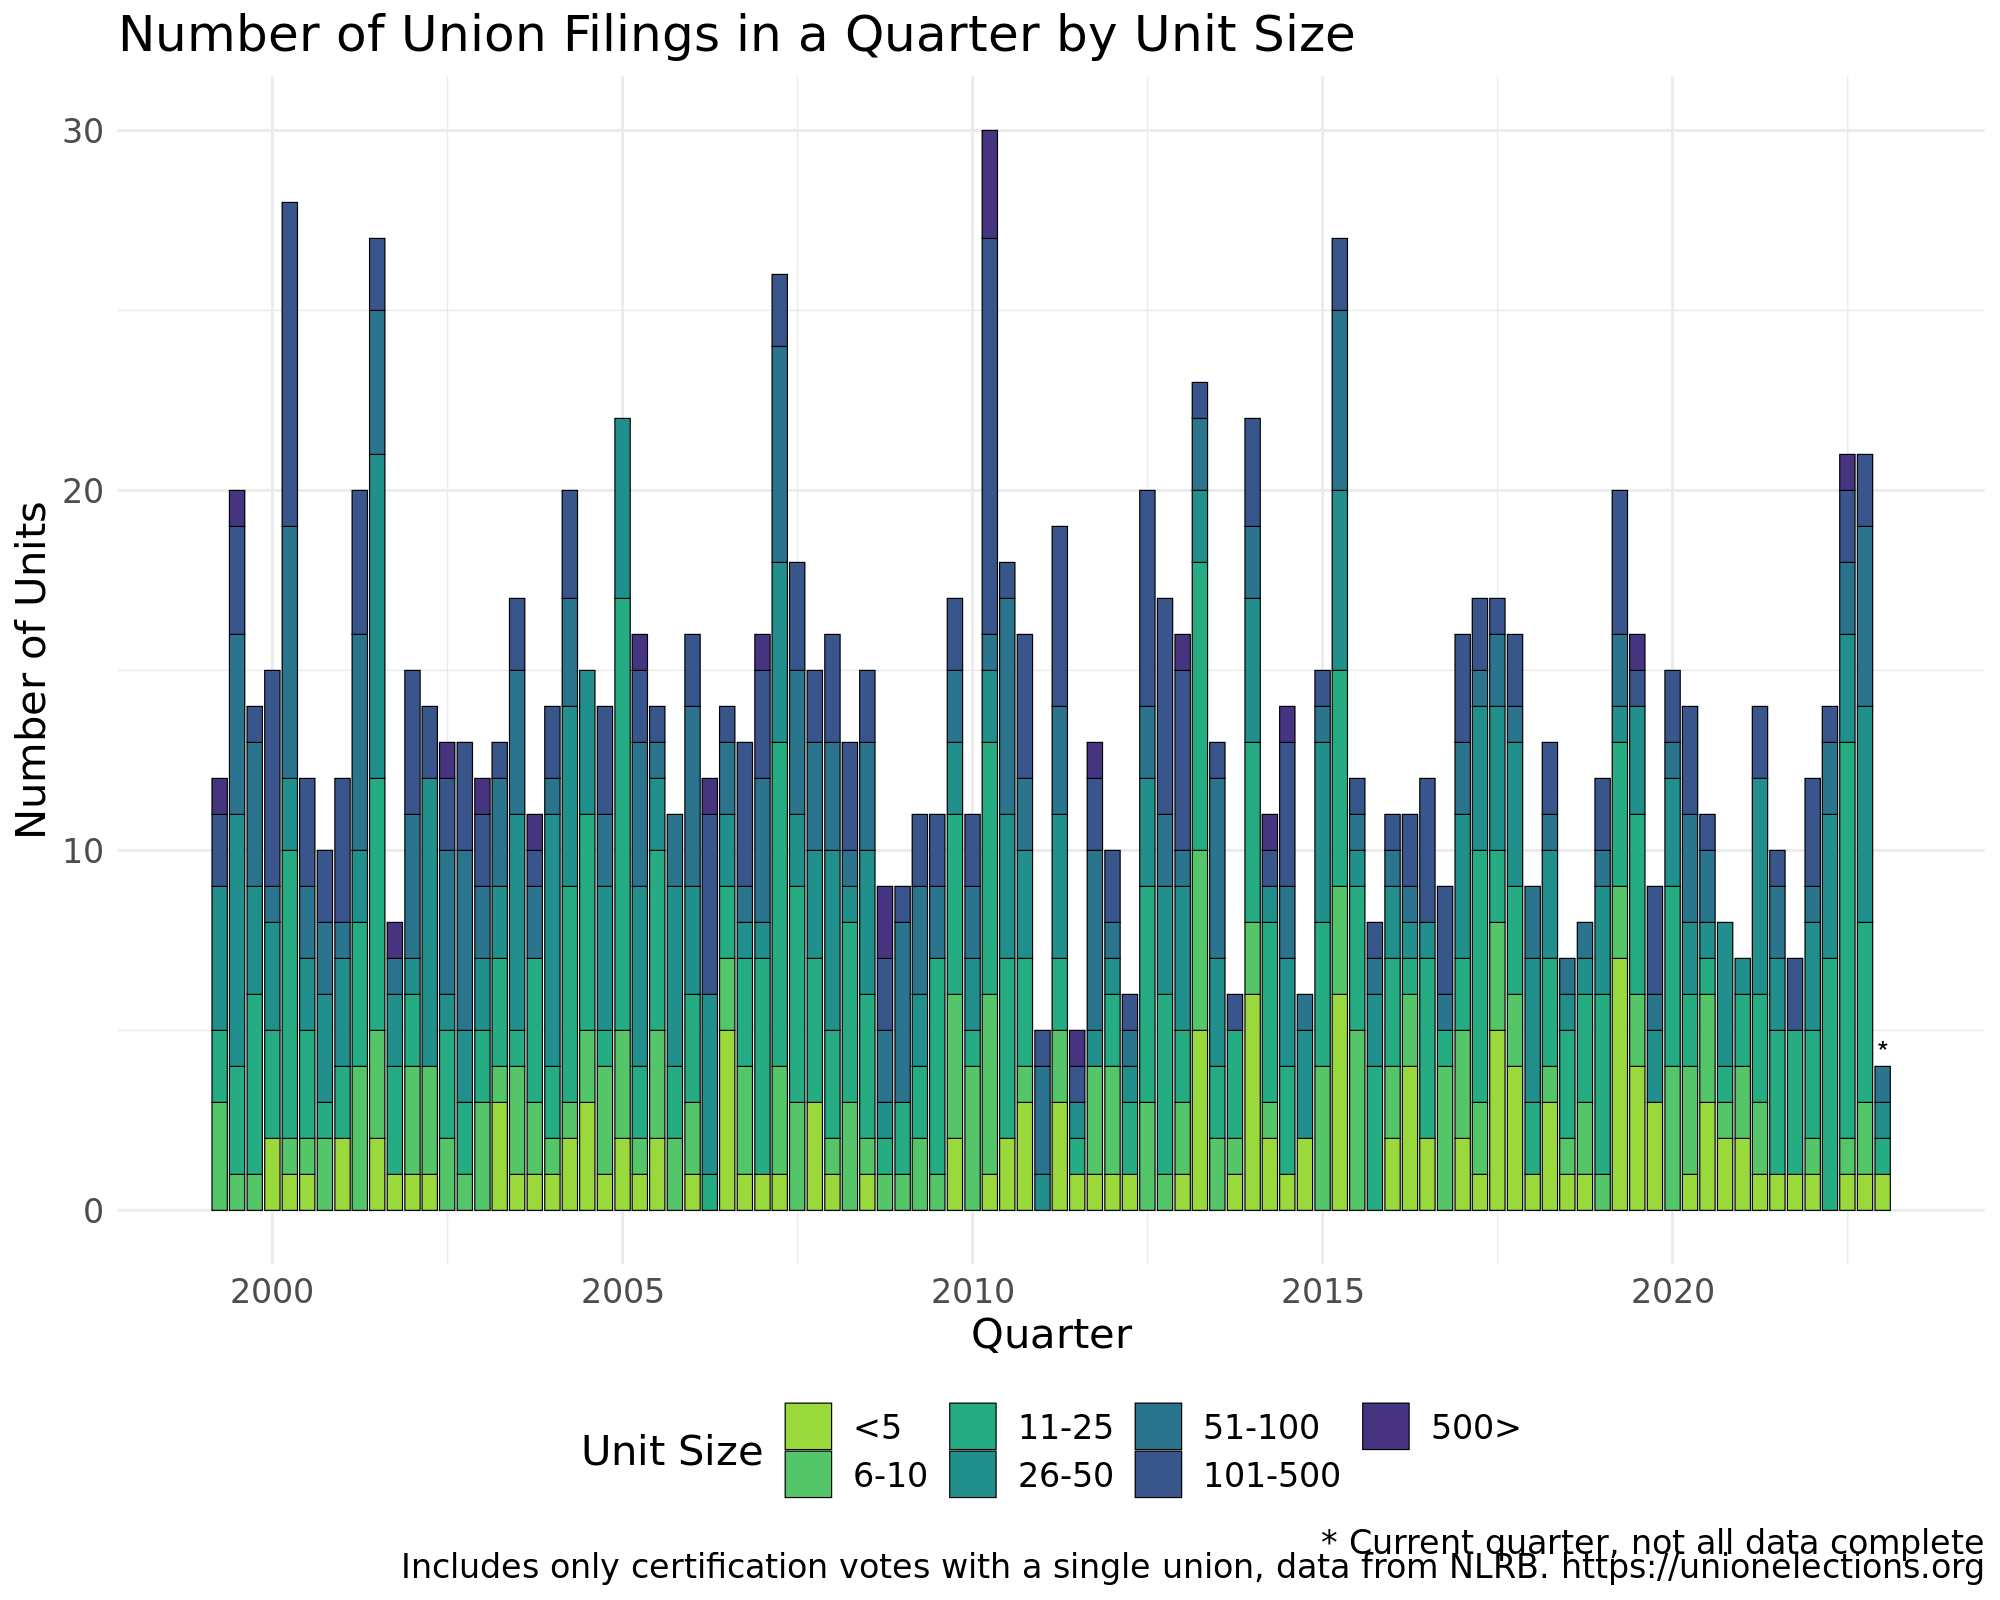 Number of Union Filings in a Quarter by Unit Size
30
20
10
0
Number of Units
*
2000 2005 2010 2015 2020
Quarter
Unit Size
<5 11-25 51-100 500>
6-10 26-50 101-500
* Current quarter, not all data complete
Includes only certification votes with a single union, data from NLRB. https://unionelections.org